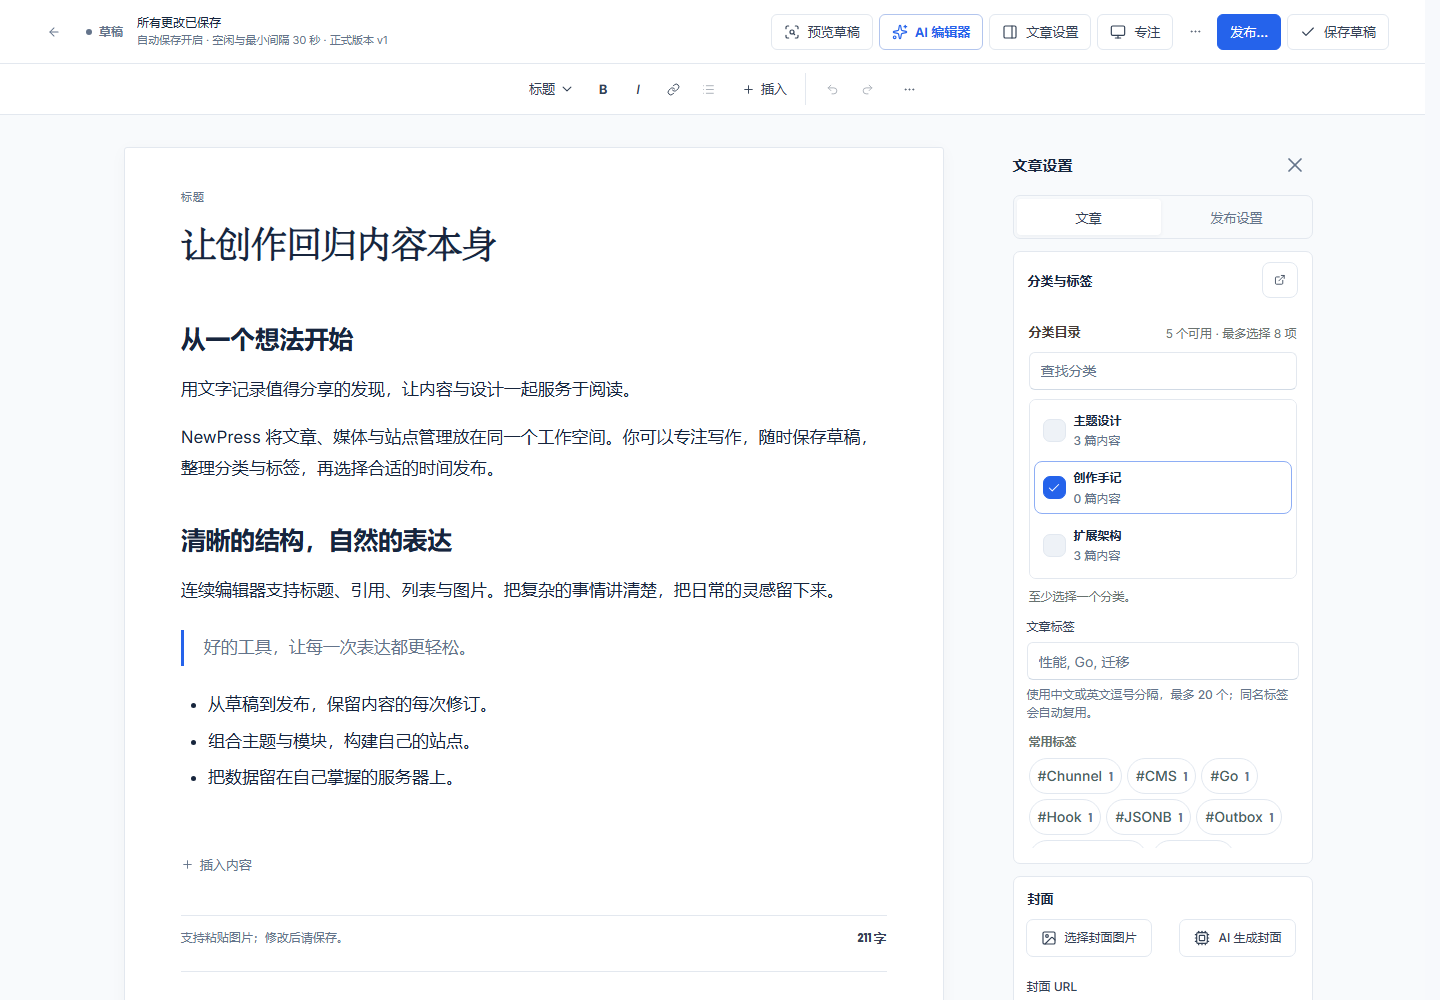 草稿
所有更改已保存
自动保存开启 · 空闲与最小间隔 30 秒 · 正式版本 v1
预览草稿
AI 编辑器
文章设置
专注
发布...
保存草稿
标题
B
I
插入
标题
让创作回归内容本身
从一个想法开始
用文字记录值得分享的发现，让内容与设计一起服务于阅读。
NewPress 将文章、媒体与站点管理放在同一个工作空间。你可以专注写作，随时保存草稿，
整理分类与标签，再选择合适的时间发布。
清晰的结构，自然的表达
连续编辑器支持标题、引用、列表与图片。把复杂的事情讲清楚，把日常的灵感留下来。
好的工具，让每一次表达都更轻松。
从草稿到发布，保留内容的每次修订。
组合主题与模块，构建自己的站点。
把数据留在自己掌握的服务器上。
插入内容
支持粘贴图片；修改后请保存。
211 字
文章设置
文章
发布设置
分类与标签
分类目录
5 个可用 · 最多选择 8 项
查找分类
主题设计
3 篇内容
创作手记
0 篇内容
扩展架构
3 篇内容
至少选择一个分类。
文章标签
性能, Go, 迁移
使用中文或英文逗号分隔，最多 20 个；同名标签
会自动复用。
常用标签
#Chunnel 1
#CMS 1
#Go 1
#Hook 1
#JSONB 1
#Outbox 1
封面
选择封面图片
AI 生成封面
封面 URL